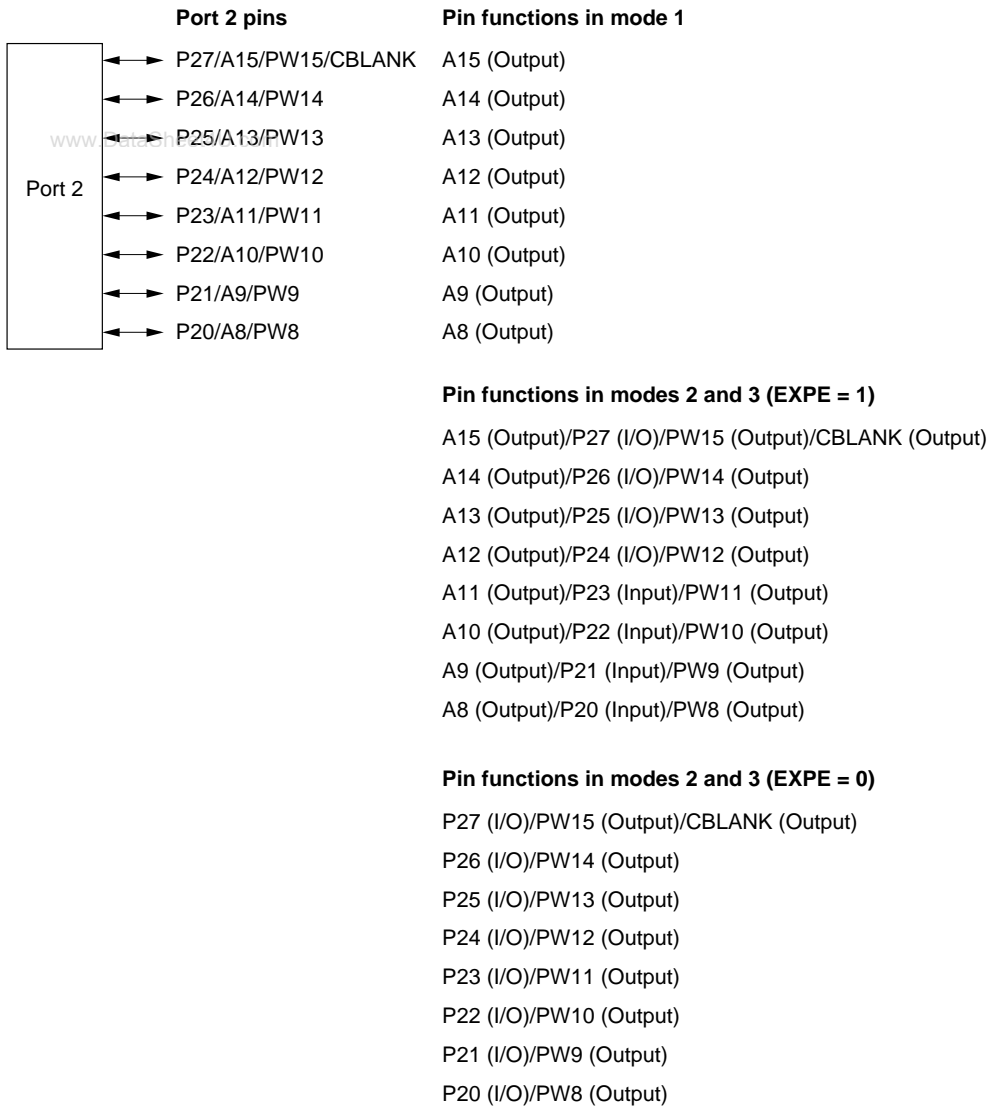 Port 2 pins Pin functions in mode 1
P27/A15/PW15/CBLANK A15 (Output)
P26/A14/PW14 A14 (Output)
P25/A13/PW13 A13 (Output)
P24/A12/PW12 A12 (Output)
Port 2
P23/A11/PW11 A11 (Output)
P22/A10/PW10 A10 (Output)
P21/A9/PW9 A9 (Output)
P20/A8/PW8 A8 (Output)
Pin functions in modes 2 and 3 (EXPE = 1)
A15 (Output)/P27 (I/O)/PW15 (Output)/CBLANK (Output)
A14 (Output)/P26 (I/O)/PW14 (Output)
A13 (Output)/P25 (I/O)/PW13 (Output)
A12 (Output)/P24 (I/O)/PW12 (Output)
A11 (Output)/P23 (Input)/PW11 (Output)
A10 (Output)/P22 (Input)/PW10 (Output)
A9 (Output)/P21 (Input)/PW9 (Output)
A8 (Output)/P20 (Input)/PW8 (Output)
Pin functions in modes 2 and 3 (EXPE = 0)
P27 (I/O)/PW15 (Output)/CBLANK (Output)
P26 (I/O)/PW14 (Output)
P25 (I/O)/PW13 (Output)
P24 (I/O)/PW12 (Output)
P23 (I/O)/PW11 (Output)
P22 (I/O)/PW10 (Output)
P21 (I/O)/PW9 (Output)
P20 (I/O)/PW8 (Output)